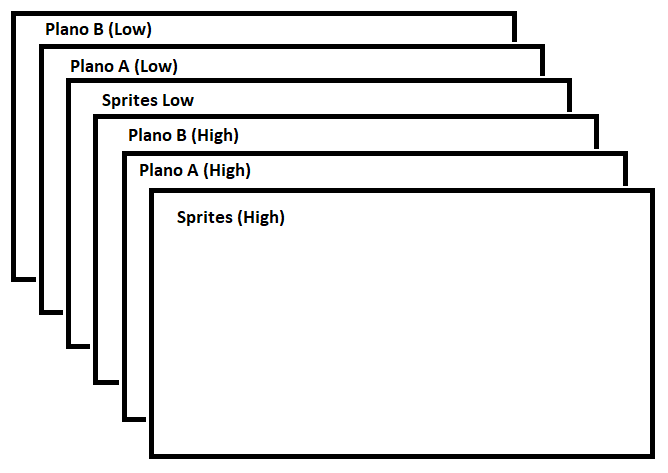 Plano B (Low)
Plano A (Low)
Sprites Low
Plano B (High)
Plano A (High)
Sprites (High)